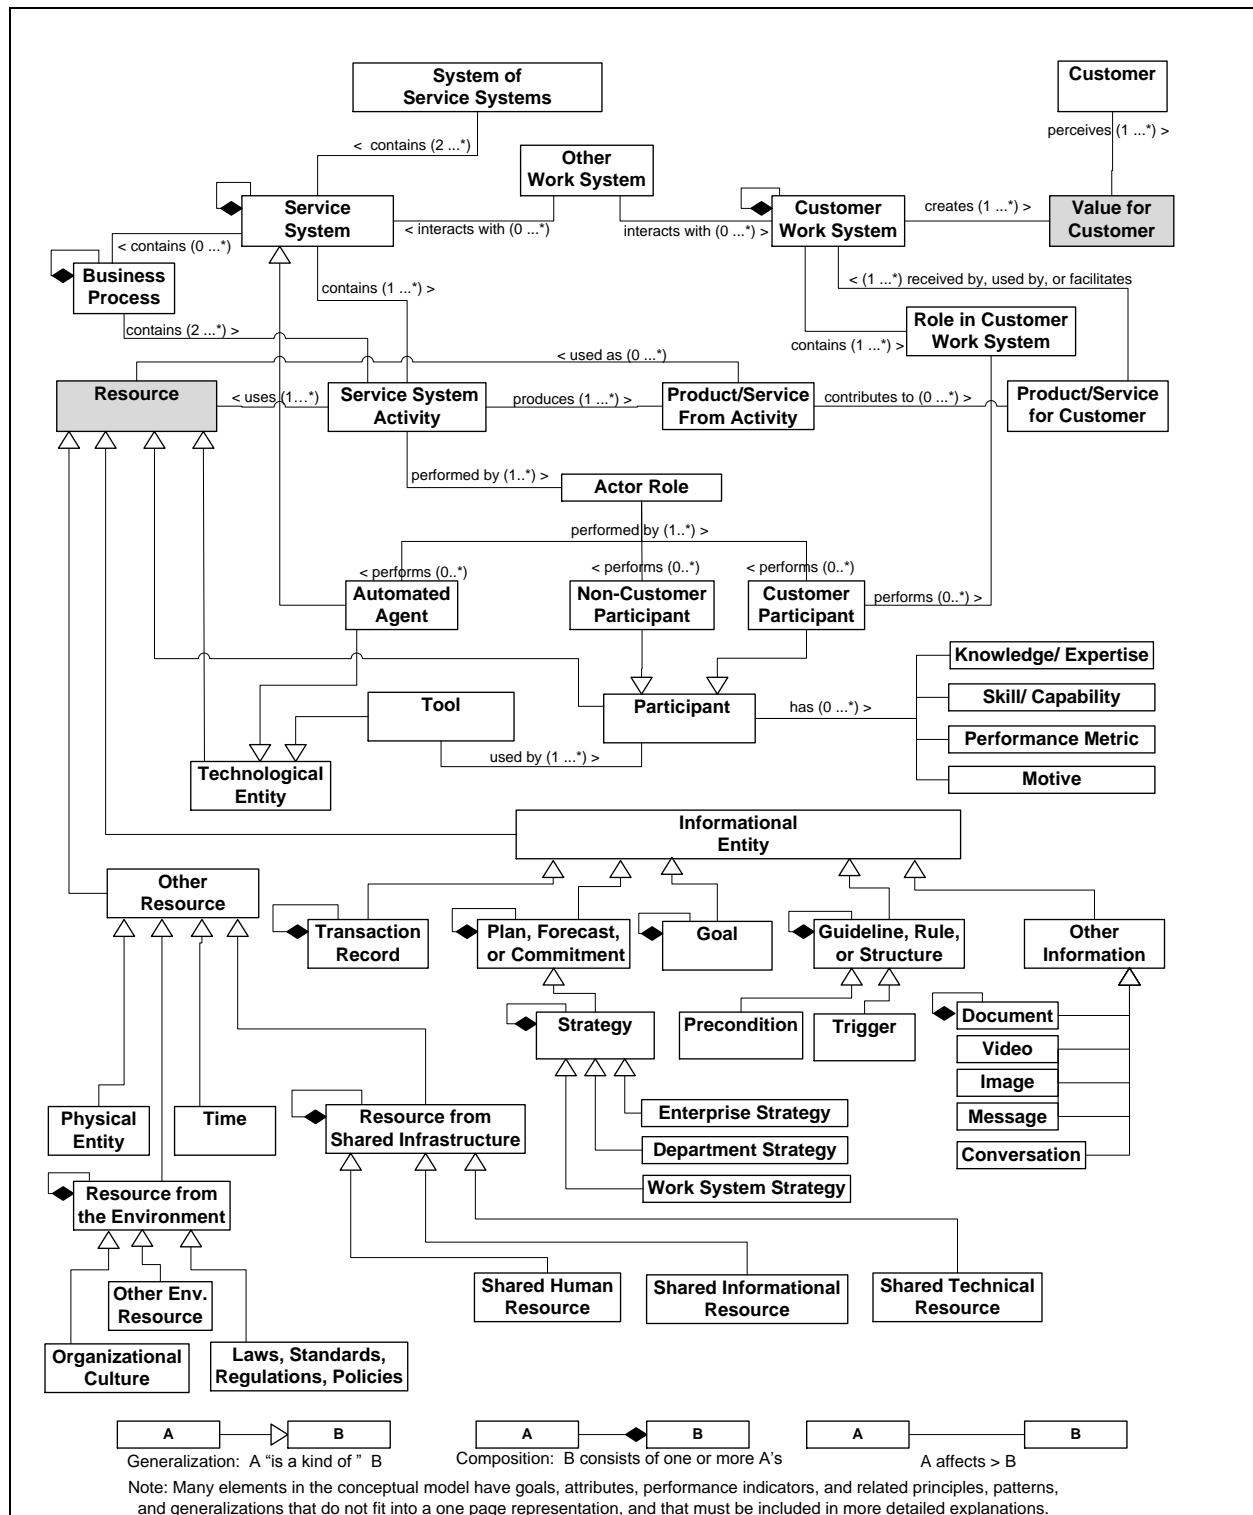 System of
Service Systems
Customer
perceives (1 ...*) >
< contains (2 ...*)
Other
Work System
Service
System
Customer
Work System
creates (1 ...*) >
Value for
Customer
< contains (0 ...*)
< interacts with (0 ...*)
interacts with (0 ...*) >
Business
Process
contains (1 ...*) >
< (1 ...*) received by, used by, or facilitates
contains (2 ...*) >
Role in Customer
Work System
contains (1 ...*) >
< used as (0 ...*)
Resource
< uses (1...*)
Service System
Activity
produces (1 ...*) >
Product/Service
From Activity
contributes to (0 ...*) >
Product/Service
for Customer
performed by (1..*) >
Actor Role
performed by (1..*) >
< performs (0..*)
< performs (0..*)
< performs (0..*)
Automated
Agent
Non-Customer
Participant
Customer
Participant
performs (0..*) >
Knowledge/ Expertise
Tool
Participant
has (0 ...*) >
Skill/ Capability
Performance Metric
used by (1 ...*) >
Technological
Entity
Motive
Informational
Entity
Other
Resource
Transaction
Record
Plan, Forecast,
or Commitment
Goal
Guideline, Rule,
or Structure
Other
Information
Strategy
Precondition
Trigger
Document
Video
Image
Message
Conversation
Physical
Entity
Time
Resource from
Shared Infrastructure
Enterprise Strategy
Department Strategy
Work System Strategy
Resource from
the Environment
Other Env.
Resource
Shared Human
Resource
Shared Informational
Resource
Shared Technical
Resource
Organizational
Culture
Laws, Standards,
Regulations, Policies
A
B
A
B
A
B
Generalization: A “is a kind of ” B
Composition: B consists of one or more A's
A affects > B
Note: Many elements in the conceptual model have goals, attributes, performance indicators, and related principles, patterns,
and generalizations that do not fit into a one page representation, and that must be included in more detailed explanations.